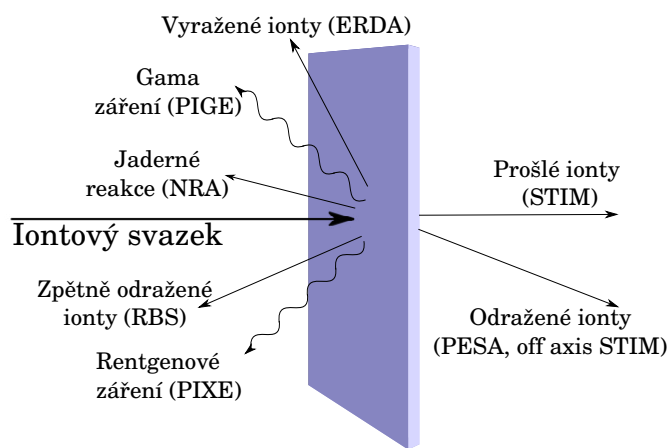 Vyražené ionty (ERDA)
Gama
záření (PIGE)
Jaderné
reakce (NRA)
Iontový svazek
Zpětně odražené
ionty (RBS)
Rentgenové
záření (PIXE)
Prošlé ionty
(STIM)
Odražené ionty
(PESA, off axis STIM)